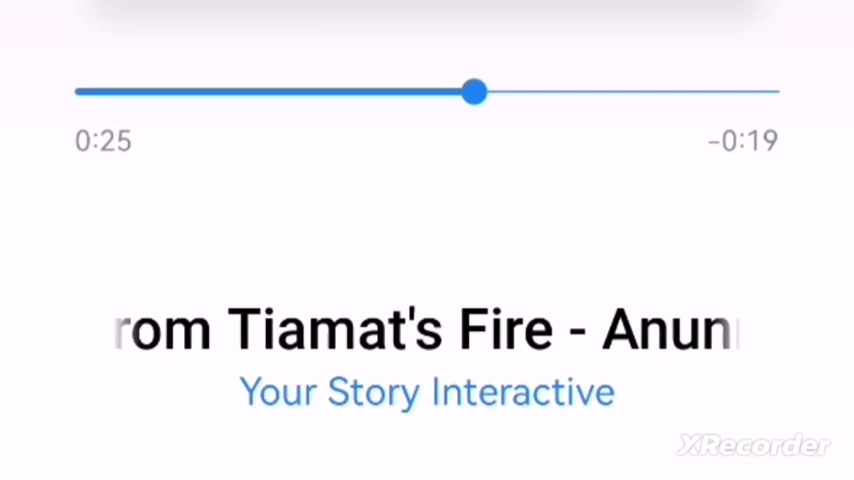 0:25
-0:19
rom Tiamat's Fire - Anun
Your Story Interactive
XRecorder